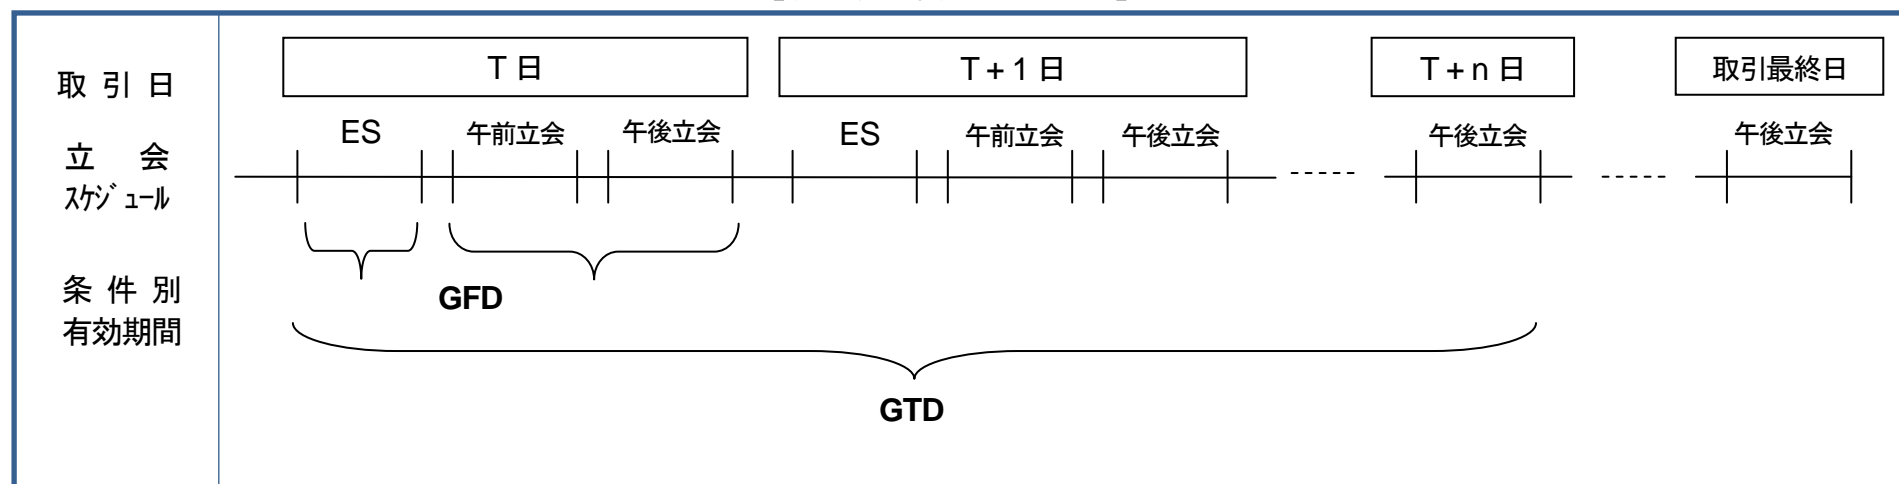 取引日 T日 T+1日 T+n日 取引最終日
ES 午前立会 午後立会 ES 午前立会 午後立会 午後立会 午後立会
立会
ｽｹｼﾞｭｰﾙ
条件別
有効期間
GFD
GTD